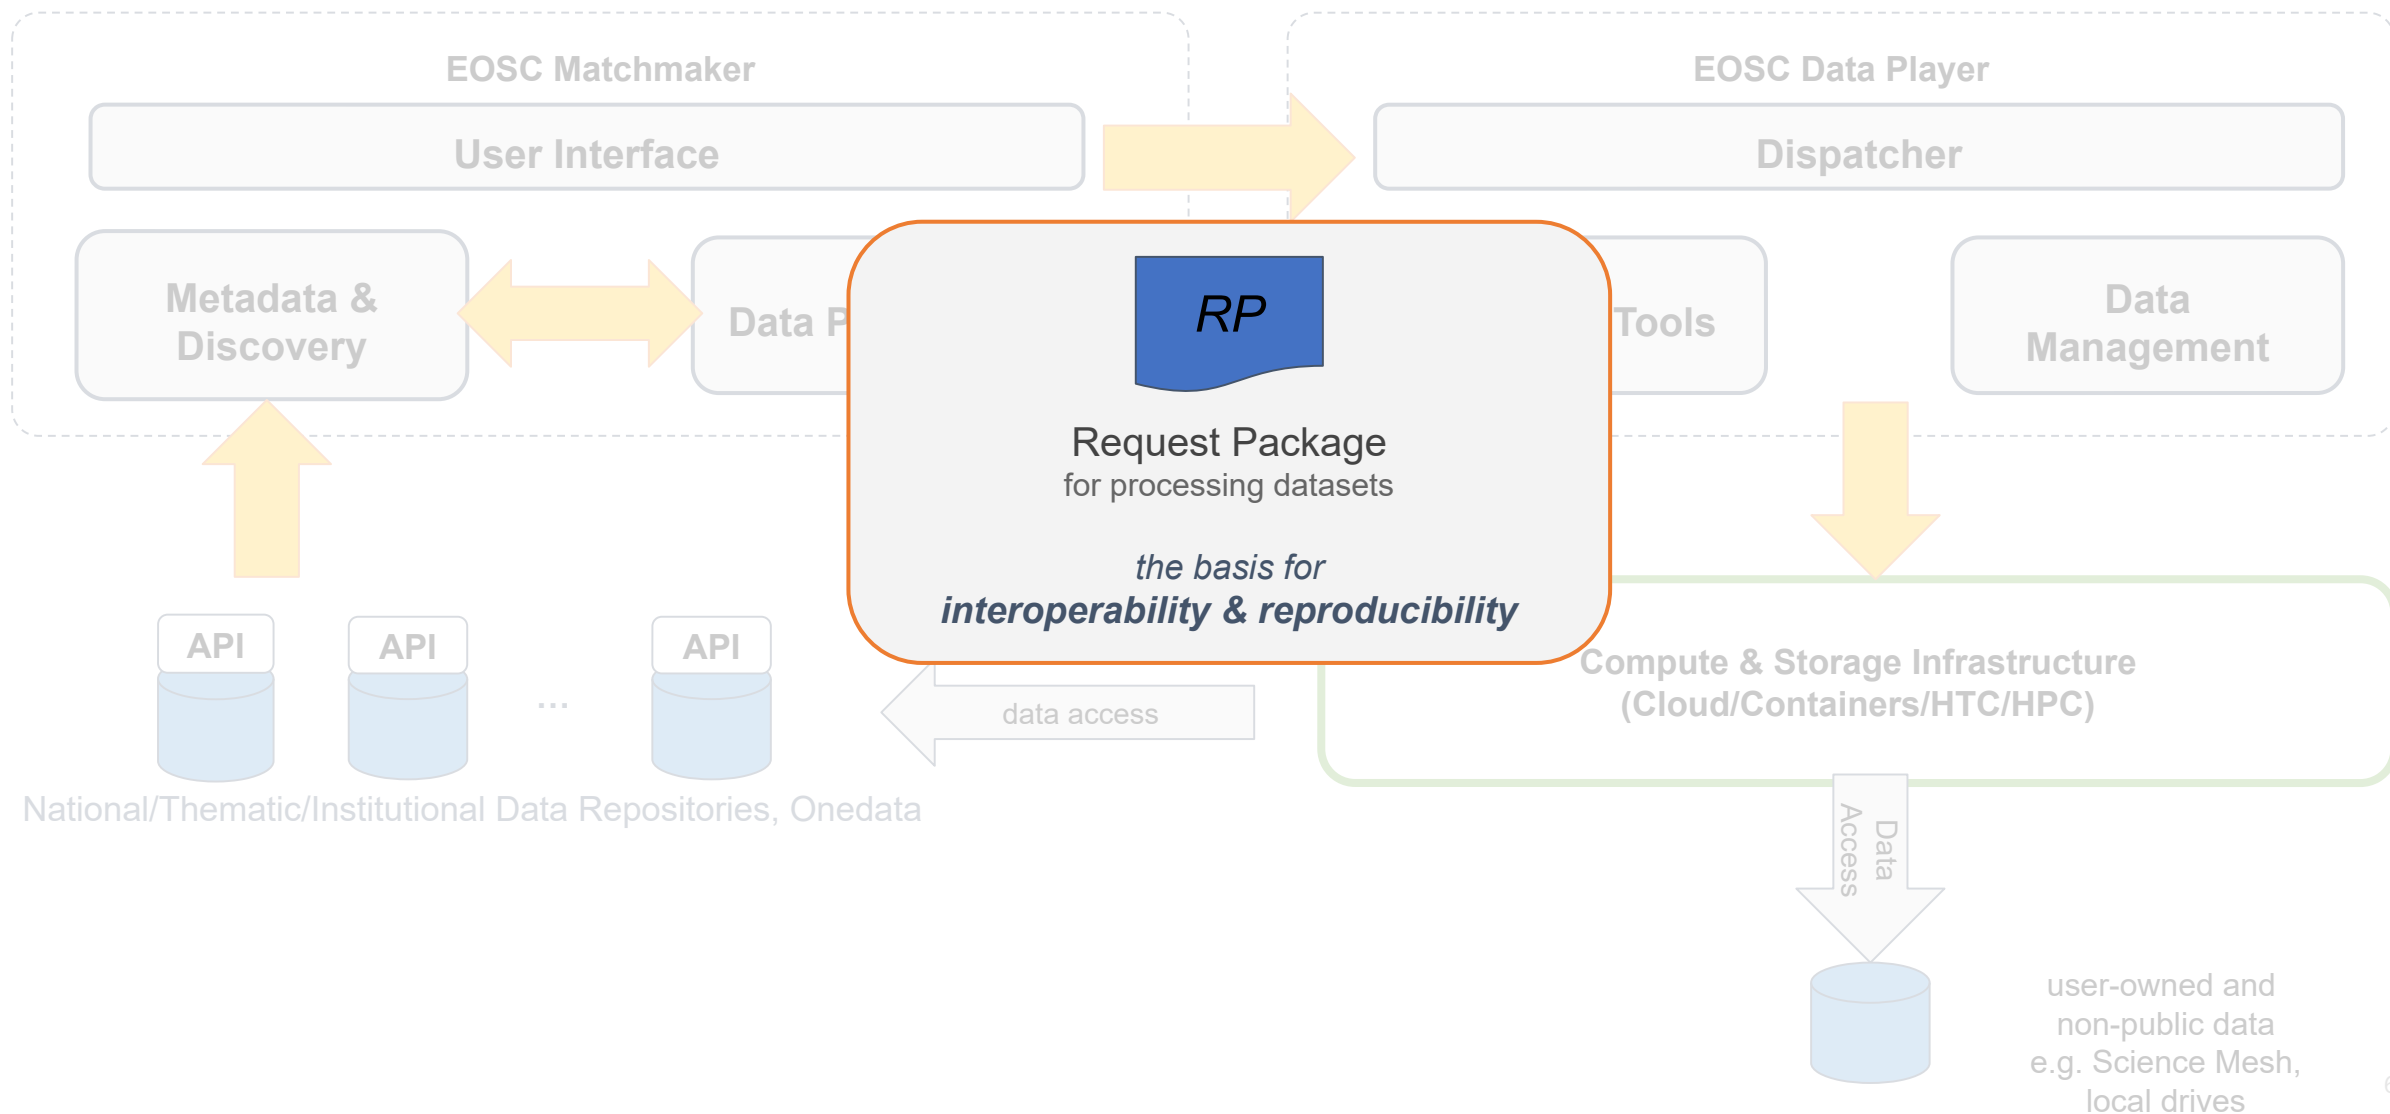 EOSC Matchmaker
EOSC Data Player
User Interface
Dispatcher
Metadata &
Discovery
Data P
RP
Request Package
for processing datasets
the basis for
interoperability & reproducibility
Tools
Data
Management
API
API
...
API
National/Thematic/Institutional Data Repositories, Onedata
data access
Compute & Storage Infrastructure
(Cloud/Containers/HTC/HPC)
Data
Access
user-owned and
non-public data
e.g. Science Mesh,
local drives